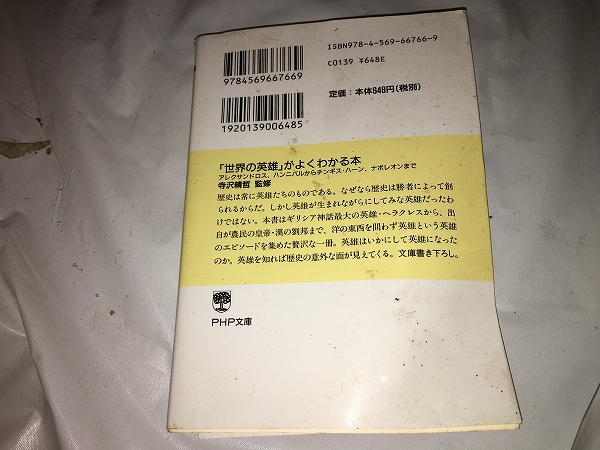 ISBN978-4-569-66766-9
C0139 ¥648E
9784569667669
定価：本体648円(税別)
1920139006485
「世界の英雄」がよくわかる本
アレクサンドロス、ハンニバルからチンギス・ハーン、ナポレオンまで
寺沢精哲 監修
歴史は常に英雄たちのものである。なぜなら歴史は勝者によって創
られるからだ。しかし英雄が生まれながらにしてみな英雄だったわ
けではない。本書はギリシア神話最大の英雄・ヘラクレスから、出
自が農民の皇帝・漢の劉邦まで、洋の東西を問わず英雄という英雄
のエピソードを集めた贅沢な一冊。英雄はいかにして英雄になった
のか。英雄を知れば歴史の意外な面が見えてくる。文庫書き下ろし。
PHP文庫